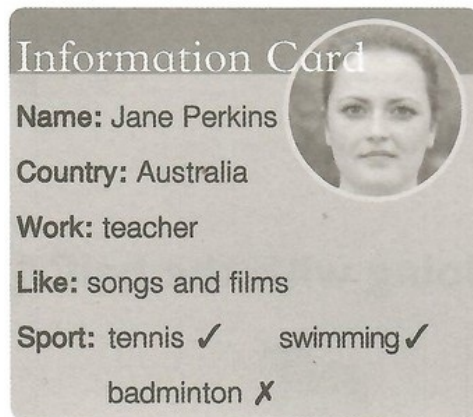 Information Card
Name: Jane Perkins
Country: Australia
Work: teacher
Like: songs and films
Sport: tennis ✓ swimming ✓
badminton ✗